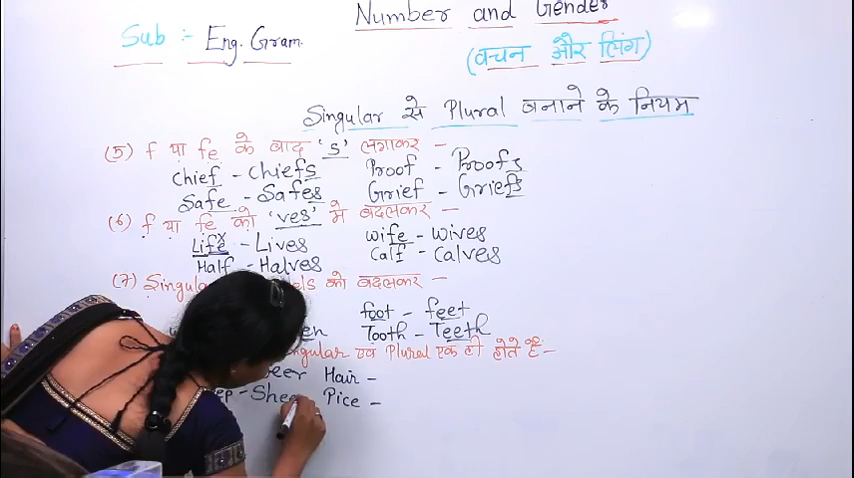 Number and Gender
Sub :- Eng. Gram.
(वचन और लिंग)
Singular से Plural बनाने के नियम
(5) f या fe के बाद 's' लगाकर -
Chief - Chiefs Proof - Proofs
Safe - Safes Grief - Griefs
(6) f या fe को 'ves' मे बदलकर -
Life - Lives Wife - Wives
Half - Halves Calf - Calves
(7) को बदलकर -
foot - feet
Tooth - Teeth
एवं Plural एक ही होते हैं -
Hair -
Pice -